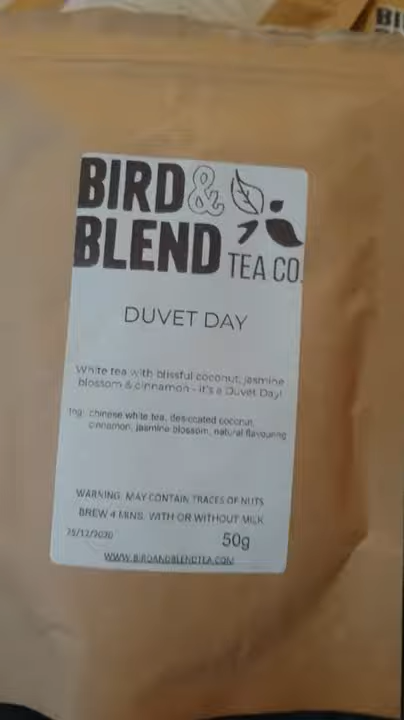 BIRD &
BLEND TEA CO.
DUVET DAY
White tea with blissful coconut, jasmine
blossom & cinnamon - it's a Duvet Day!
Ing: chinese white tea, desiccated coconut,
cinnamon, jasmine blossom, natural flavouring
WARNING: MAY CONTAIN TRACES OF NUTS
BREW 4 MINS. WITH OR WITHOUT MILK
25/12/2020 50g
WWW.BIRDANDBLENDTEA.COM
BI